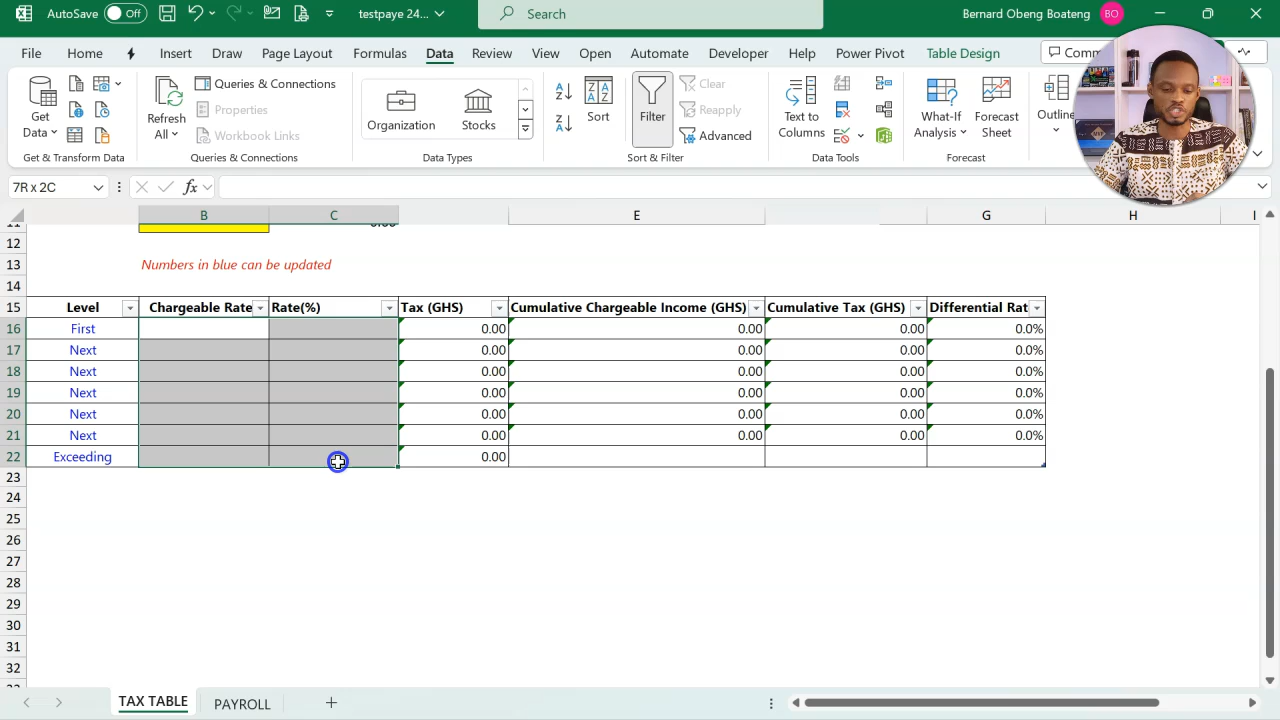 AutoSave Off testpaye 24... Search Bernard Obeng Boateng BO
File Home Insert Draw Page Layout Formulas Data Review View Open Automate Developer Help Power Pivot Table Design
Get Data Refresh All Queries & Connections Properties Workbook Links Organization Stocks Sort Filter Clear Reapply Advanced Text to Columns What-If Analysis Forecast Sheet Outline
Get & Transform Data Queries & Connections Data Types Sort & Filter Data Tools Forecast
7R x 2C fx
B C E G H I
12
13 Numbers in blue can be updated
14
15 Level Chargeable Rate Rate(%) Tax (GHS) Cumulative Chargeable Income (GHS) Cumulative Tax (GHS) Differential Rat
16 First 0.00 0.00 0.00 0.0%
17 Next 0.00 0.00 0.00 0.0%
18 Next 0.00 0.00 0.00 0.0%
19 Next 0.00 0.00 0.00 0.0%
20 Next 0.00 0.00 0.00 0.0%
21 Next 0.00 0.00 0.00 0.0%
22 Exceeding 0.00
23
24
25
26
27
28
29
30
31
32
TAX TABLE PAYROLL